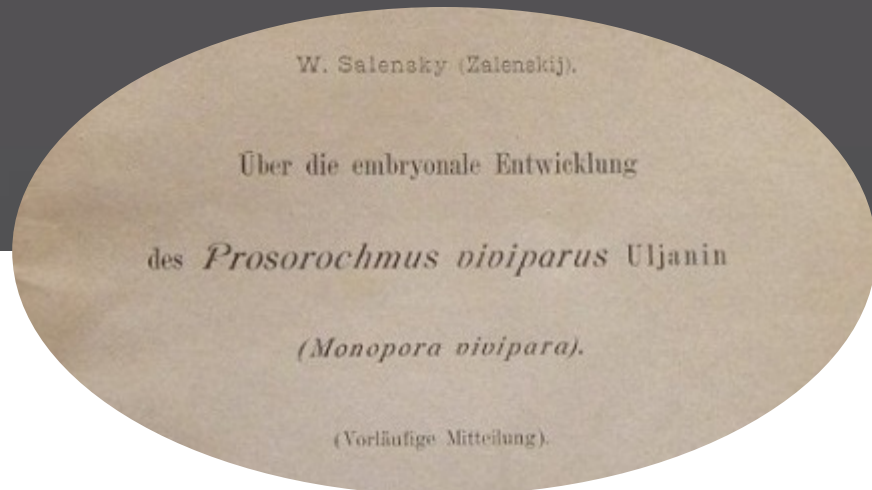 W. Salensky (Zalenskij).
Über die embryonale Entwicklung
des Prosorochmus viviparus Uljanin
(Monopora vivipara).
(Vorläufige Mitteilung).